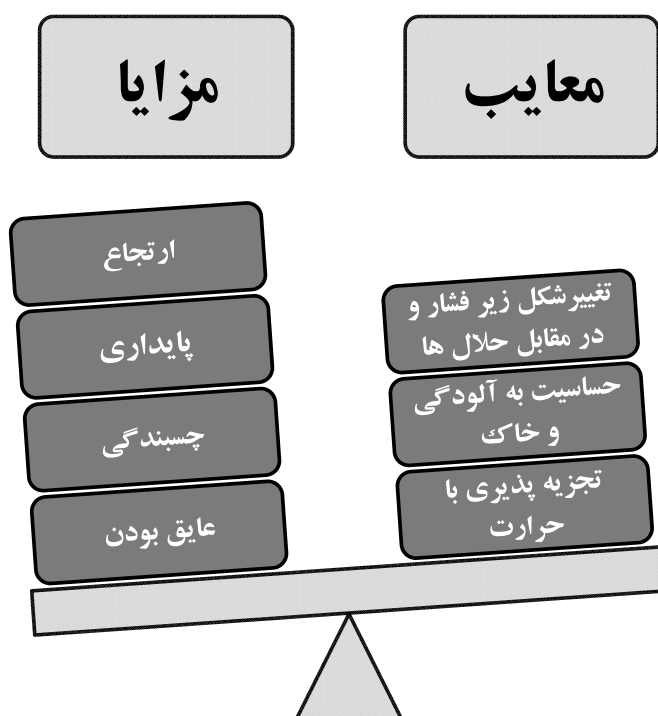 معایب
مزایا
تغییرشکل زیر فشار و
در مقابل حلال ها
حساسیت به آلودگی
و خاک
تجزیه پذیری با
حرارت
ارتجاع
پایداری
چسبندگی
عایق بودن